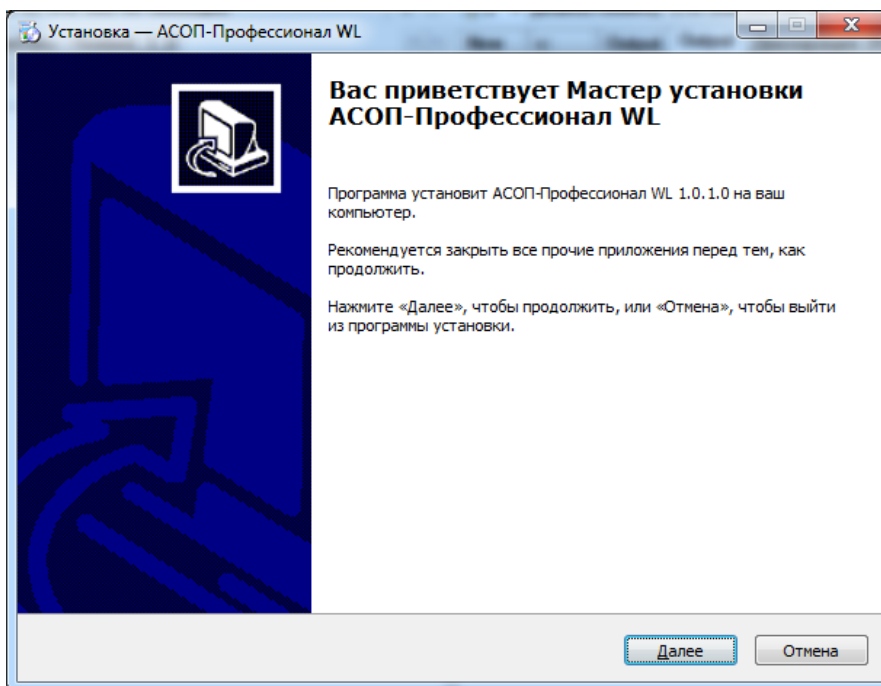 Установка — АСОП-Профессионал WL
Вас приветствует Мастер установки
АСОП-Профессионал WL
Программа установит АСОП-Профессионал WL 1.0.1.0 на ваш
компьютер.
Рекомендуется закрыть все прочие приложения перед тем, как
продолжить.
Нажмите «Далее», чтобы продолжить, или «Отмена», чтобы выйти
из программы установки.
Далее
Отмена